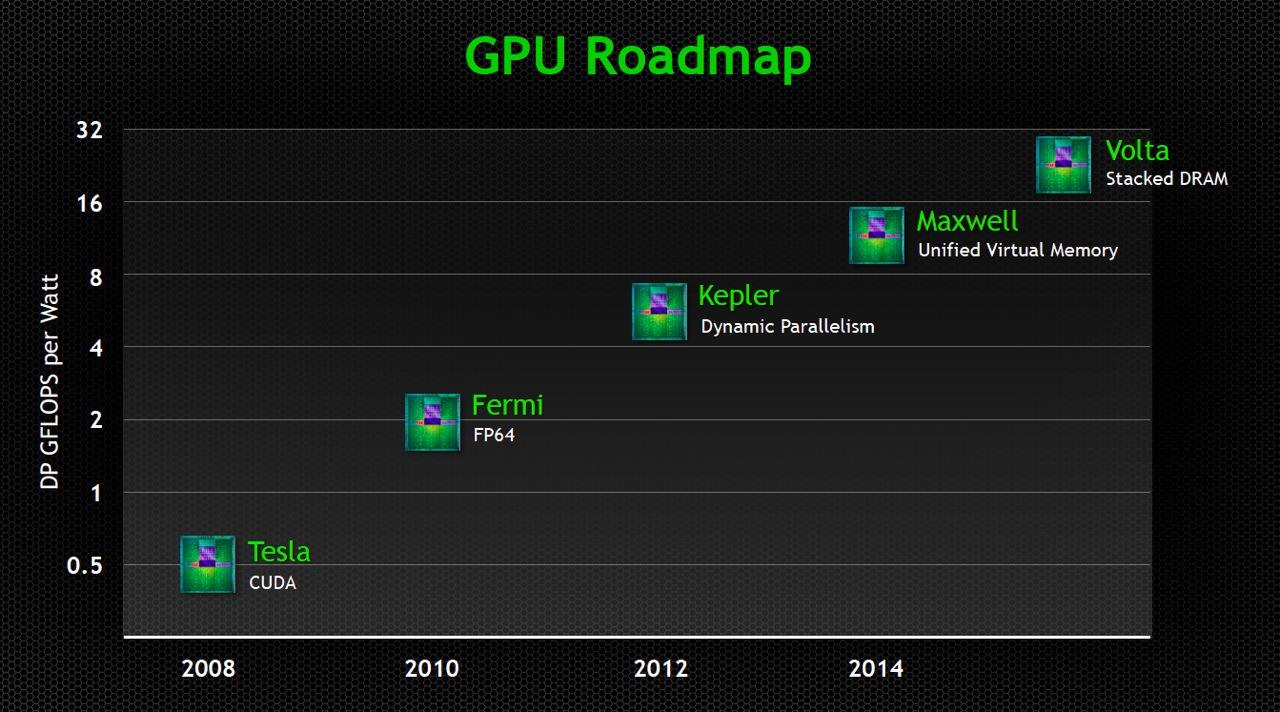 GPU Roadmap
32
16
8
4
2
1
0.5
DP GFLOPS per Watt
Volta
Stacked DRAM
Maxwell
Unified Virtual Memory
Kepler
Dynamic Parallelism
Fermi
FP64
Tesla
CUDA
2008
2010
2012
2014